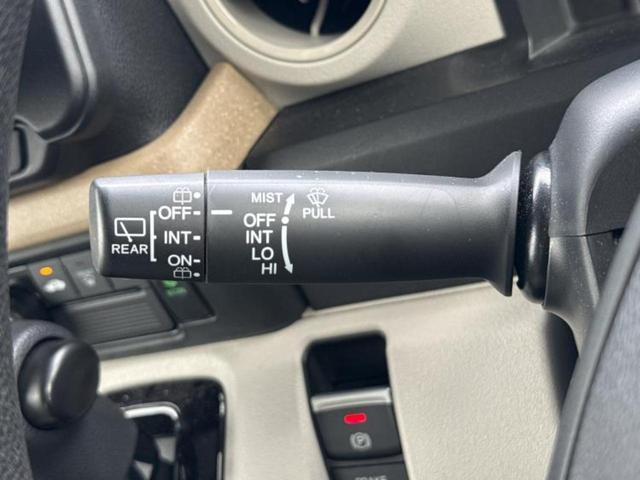 OFF
REAR
INT
ON
MIST
OFF
INT
LO
HI
PULL